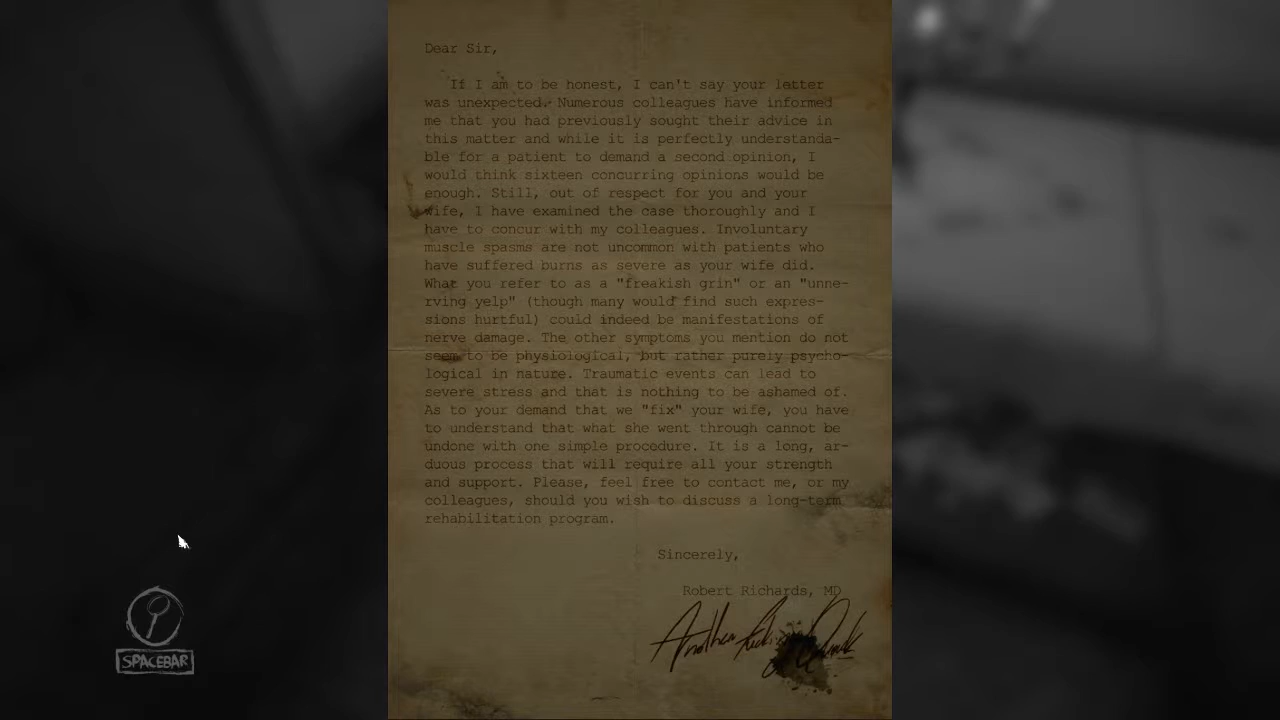 Dear Sir,
If I am to be honest, I can't say your letter
was unexpected. Numerous colleagues have informed
me that you had previously sought their advice in
this matter and while it is perfectly understanda-
ble for a patient to demand a second opinion, I
would think sixteen concurring opinions would be
enough. Still, out of respect for you and your
wife, I have examined the case thoroughly and I
have to concur with my colleagues. Involuntary
muscle spasms are not uncommon with patients who
have suffered burns as severe as your wife did.
What you refer to as a "freakish grin" or an "unne-
rving yelp" (though many would find such expres-
sions hurtful) could indeed be manifestations of
nerve damage. The other symptoms you mention do not
seem to be physiological, but rather purely psycho-
logical in nature. Traumatic events can lead to
severe stress and that is nothing to be ashamed of.
As to your demand that we "fix" your wife, you have
to understand that what she went through cannot be
undone with one simple procedure. It is a long, ar-
duous process that will require all your strength
and support. Please, feel free to contact me, or my
colleagues, should you wish to discuss a long-term
rehabilitation program.
Sincerely,
Robert Richards, MD
Another
SPACEBAR